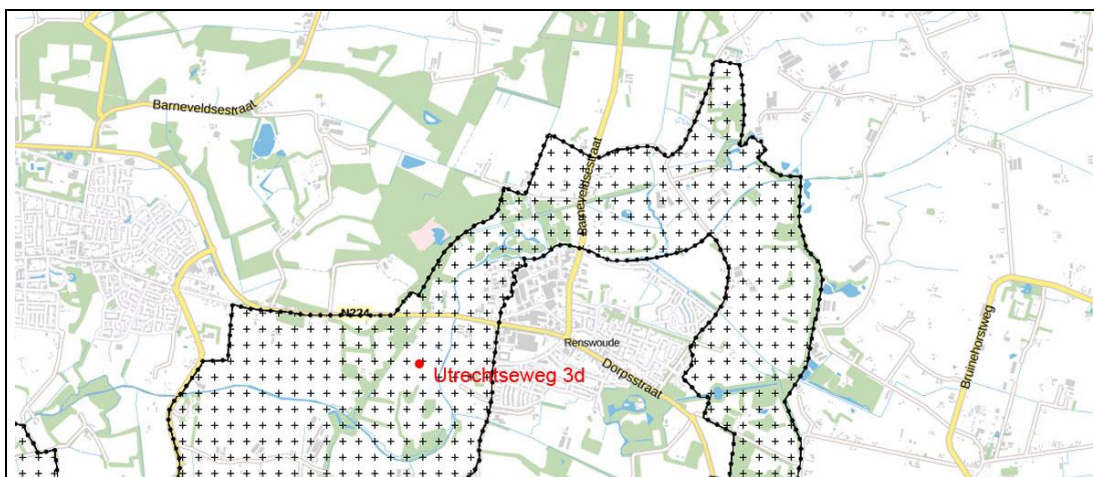 Barneveldsestraat
Barneveldsestraat
N224
Renswoude
Utrechtseweg 3d
Dorpsstraat
Bruinehorstweg